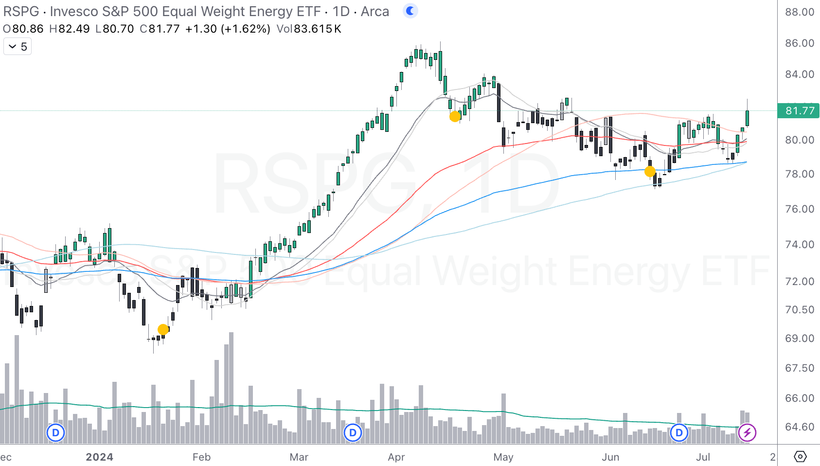 RSPG · Invesco S&P 500 Equal Weight Energy ETF · 1D · Arca
O80.86 H82.49 L80.70 C81.77 +1.30 (+1.62%) Vol83.615K
5
88.00
86.00
84.00
81.77
80.00
78.00
76.00
74.00
72.00
70.50
69.00
67.50
66.00
64.60
RSPG, 1D
Invesco S&P 500 Equal Weight Energy ETF
D
D
D
ec 2024 Feb Mar Apr May Jun Jul 2